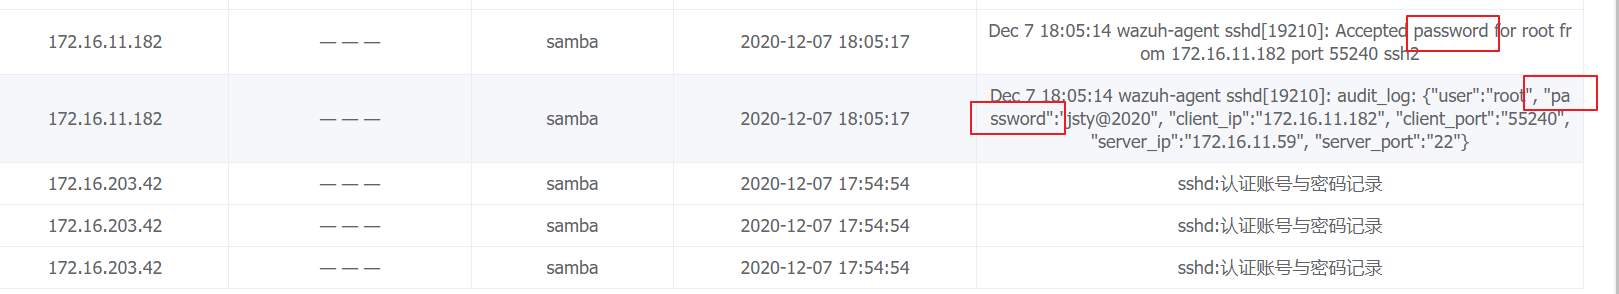 172.16.11.182 — — — samba 2020-12-07 18:05:17 Dec 7 18:05:14 wazuh-agent sshd[19210]: Accepted password for root fr
om 172.16.11.182 port 55240 ssh2
172.16.11.182 — — — samba 2020-12-07 18:05:17 Dec 7 18:05:14 wazuh-agent sshd[19210]: audit_log: {"user":"root", "pa
ssword":"jsty@2020", "client_ip":"172.16.11.182", "client_port":"55240",
"server_ip":"172.16.11.59", "server_port":"22"}
172.16.203.42 — — — samba 2020-12-07 17:54:54 sshd:认证账号与密码记录
172.16.203.42 — — — samba 2020-12-07 17:54:54 sshd:认证账号与密码记录
172.16.203.42 — — — samba 2020-12-07 17:54:54 sshd:认证账号与密码记录